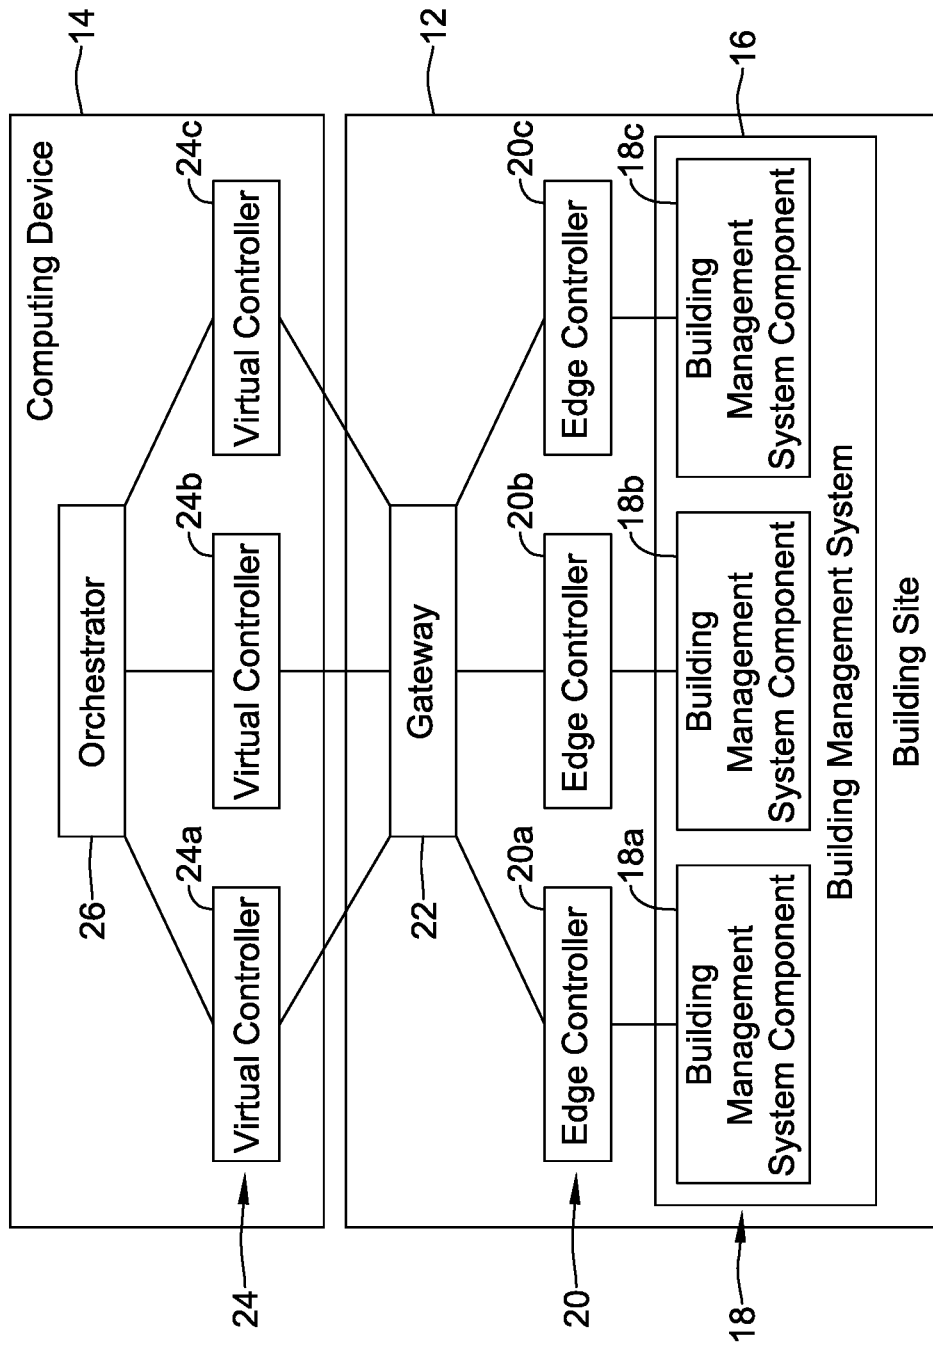 14
Computing Device
Orchestrator
26
24a
24b
24c
Virtual Controller
Virtual Controller
Virtual Controller
24
12
Gateway
22
20a
20b
20c
Edge Controller
Edge Controller
Edge Controller
20
16
18a
18b
18c
Building
Management
System Component
Building
Management
System Component
Building
Management
System Component
18
Building Management System
Building Site